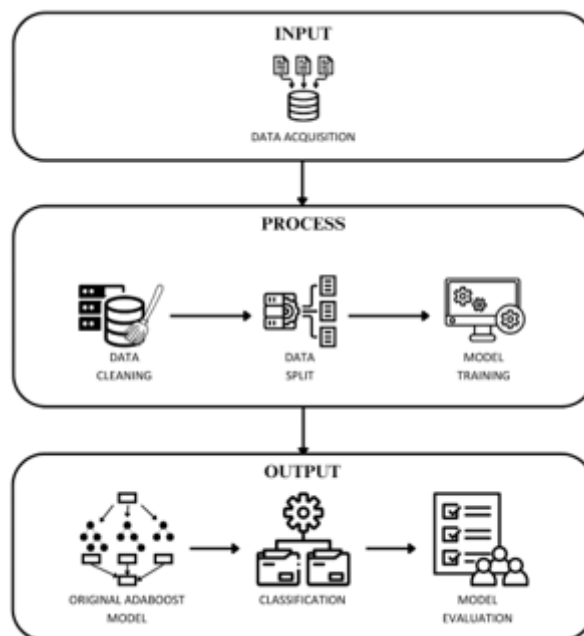 INPUT
DATA ACQUISITION
PROCESS
DATA
CLEANING
DATA
SPLIT
MODEL
TRAINING
OUTPUT
ORIGINAL ADABOOST
MODEL
CLASSIFICATION
MODEL
EVALUATION